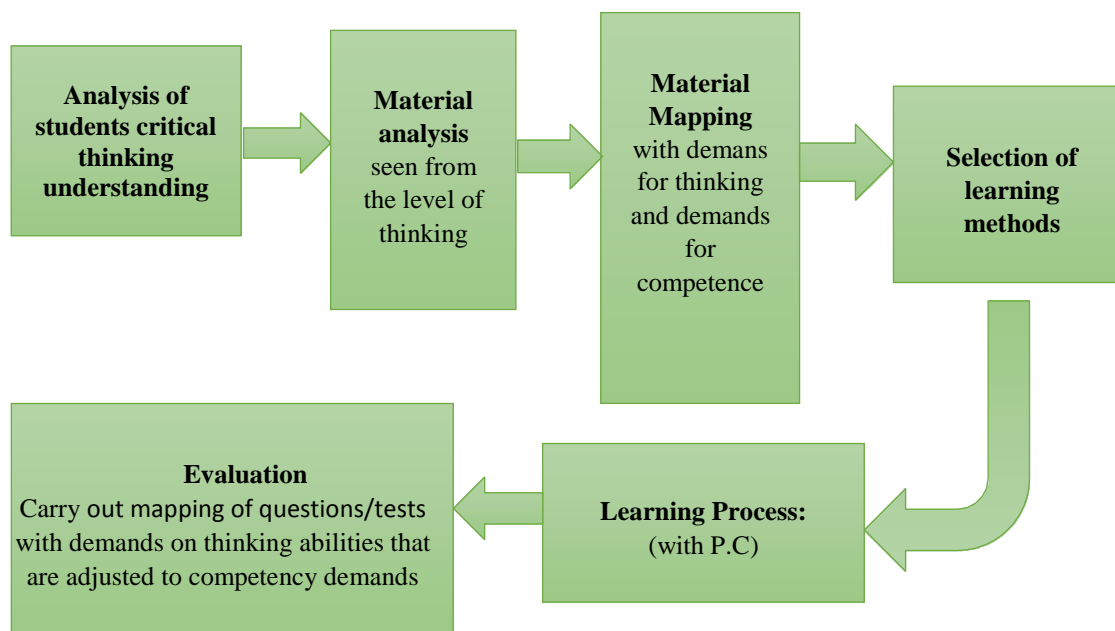 Analysis of
students critical
thinking
understanding
Material
analysis
seen from
the level of
thinking
Material
Mapping
with demans
for thinking
and demands
for
competence
Selection of
learning
methods
Learning Process:
(with P.C)
Evaluation
Carry out mapping of questions/tests
with demands on thinking abilities that
are adjusted to competency demands